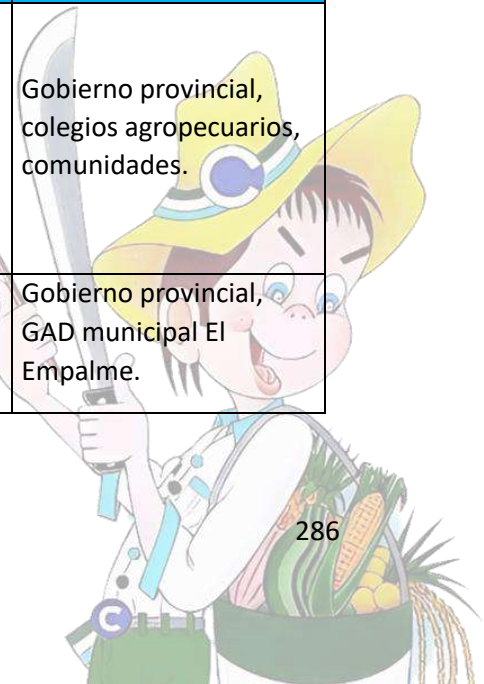 Gobierno provincial,
colegios agropecuarios,
comunidades.
C
Gobierno provincial,
GAD municipal El
Empalme.
286
C